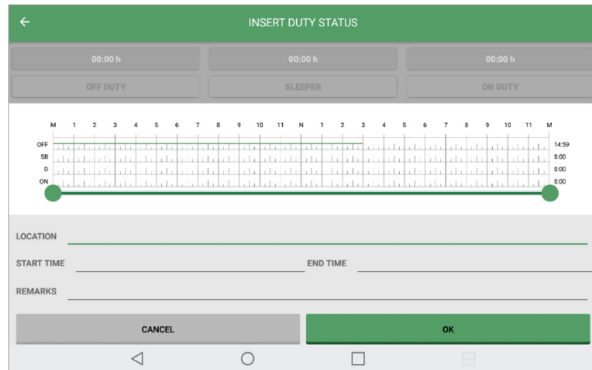 INSERT DUTY STATUS
00:00 h 00:00 h 00:00 h
OFF DUTY SLEEPER ON DUTY
M 1 2 3 4 5 6 7 8 9 10 11 N 1 2 3 4 5 6 7 8 9 10 11 M
OFF 14:59
SB 0:00
D 0:00
ON 0:00
LOCATION
START TIME END TIME
REMARKS
CANCEL OK